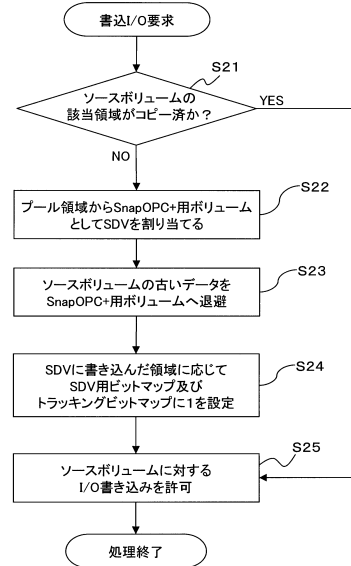 書込I/O要求
S21
ソースボリュームの
該当領域がコピー済か？
YES
NO
S22
プール領域からSnapOPC+用ボリューム
としてSDVを割り当てる
S23
ソースボリュームの古いデータを
SnapOPC+用ボリュームへ退避
S24
SDVに書き込んだ領域に応じて
SDV用ビットマップ及び
トラッキングビットマップに1を設定
S25
ソースボリュームに対する
I/O書き込みを許可
処理終了